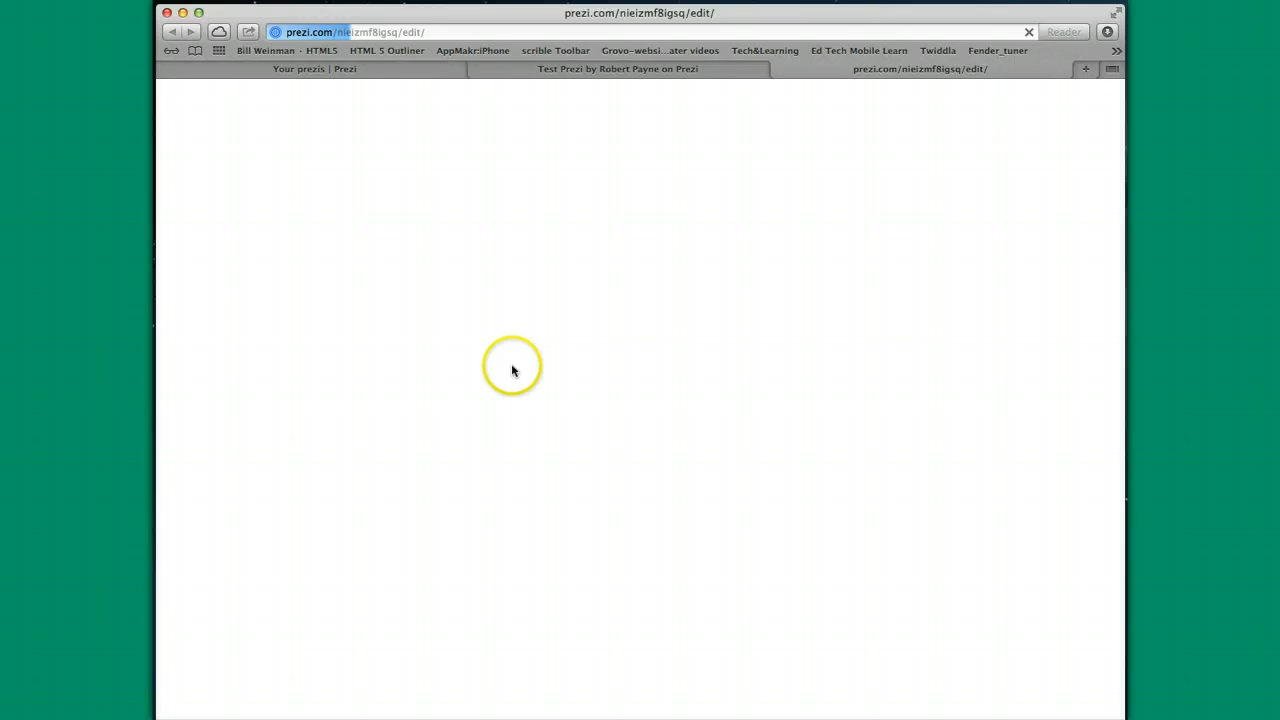 prezi.com/nieizmf8igsq/edit/
prezi.com/nieizmf8igsq/edit/ Reader
Bill Weinman - HTML5 HTML 5 Outliner AppMakr:iPhone scrible Toolbar Grovo-websi...ater videos Tech&Learning Ed Tech Mobile Learn Twiddla Fender_tuner
Your prezis | Prezi Test Prezi by Robert Payne on Prezi prezi.com/nieizmf8igsq/edit/